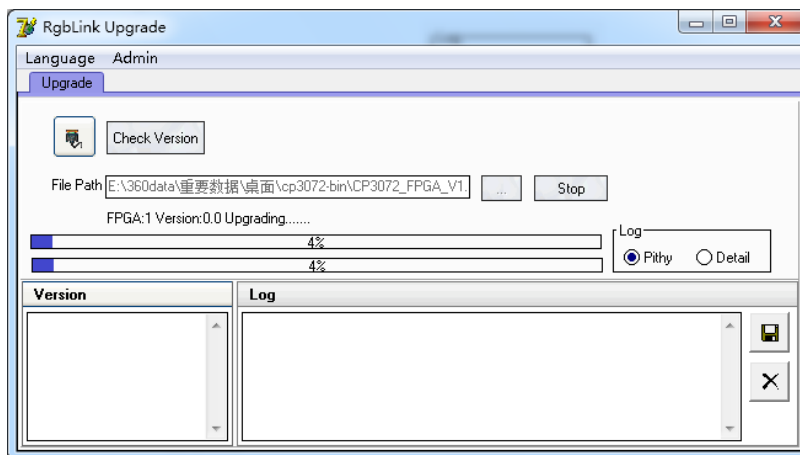 RgbLink Upgrade
Language Admin
Upgrade
Check Version
File Path E:\360data\重要数据\桌面\cp3072-bin\CP3072_FPGA_V1. ... Stop
FPGA:1 Version:0.0 Upgrading.......
Log
4%
Pithy Detail
4%
Version Log